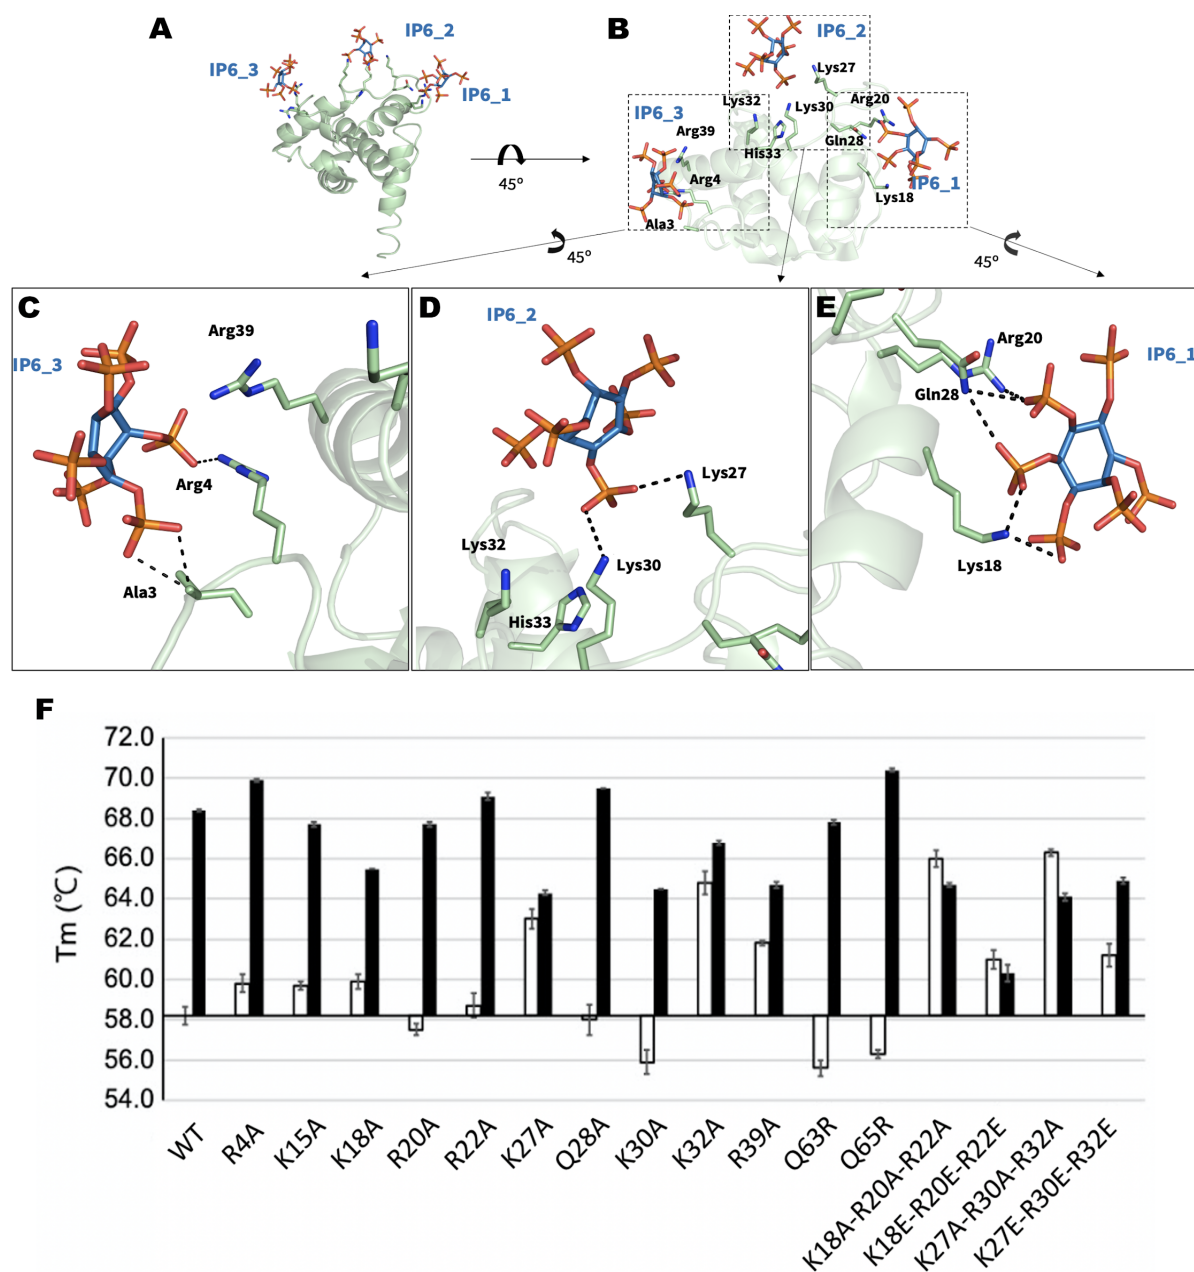 A
IP6_2
IP6_3
IP6_1
45º
B
IP6_2
Lys27
Lys32
Lys30
Arg20
IP6_3
Arg39
His33
Gln28
Arg4
IP6_1
Lys18
Ala3
45º
45º
C
Arg39
IP6_3
Arg4
Ala3
D
IP6_2
Lys27
Lys32
Lys30
His33
E
Arg20
IP6_1
Gln28
Lys18
F
Tm (℃)
72.0
70.0
68.0
66.0
64.0
62.0
60.0
58.0
56.0
54.0
WT
R4A
K15A
K18A
R20A
R22A
K27A
Q28A
K30A
K32A
R39A
Q63R
Q65R
K18A-R20A-R22A
K18E-R20E-R22E
K27A-R30A-R32A
K27E-R30E-R32E